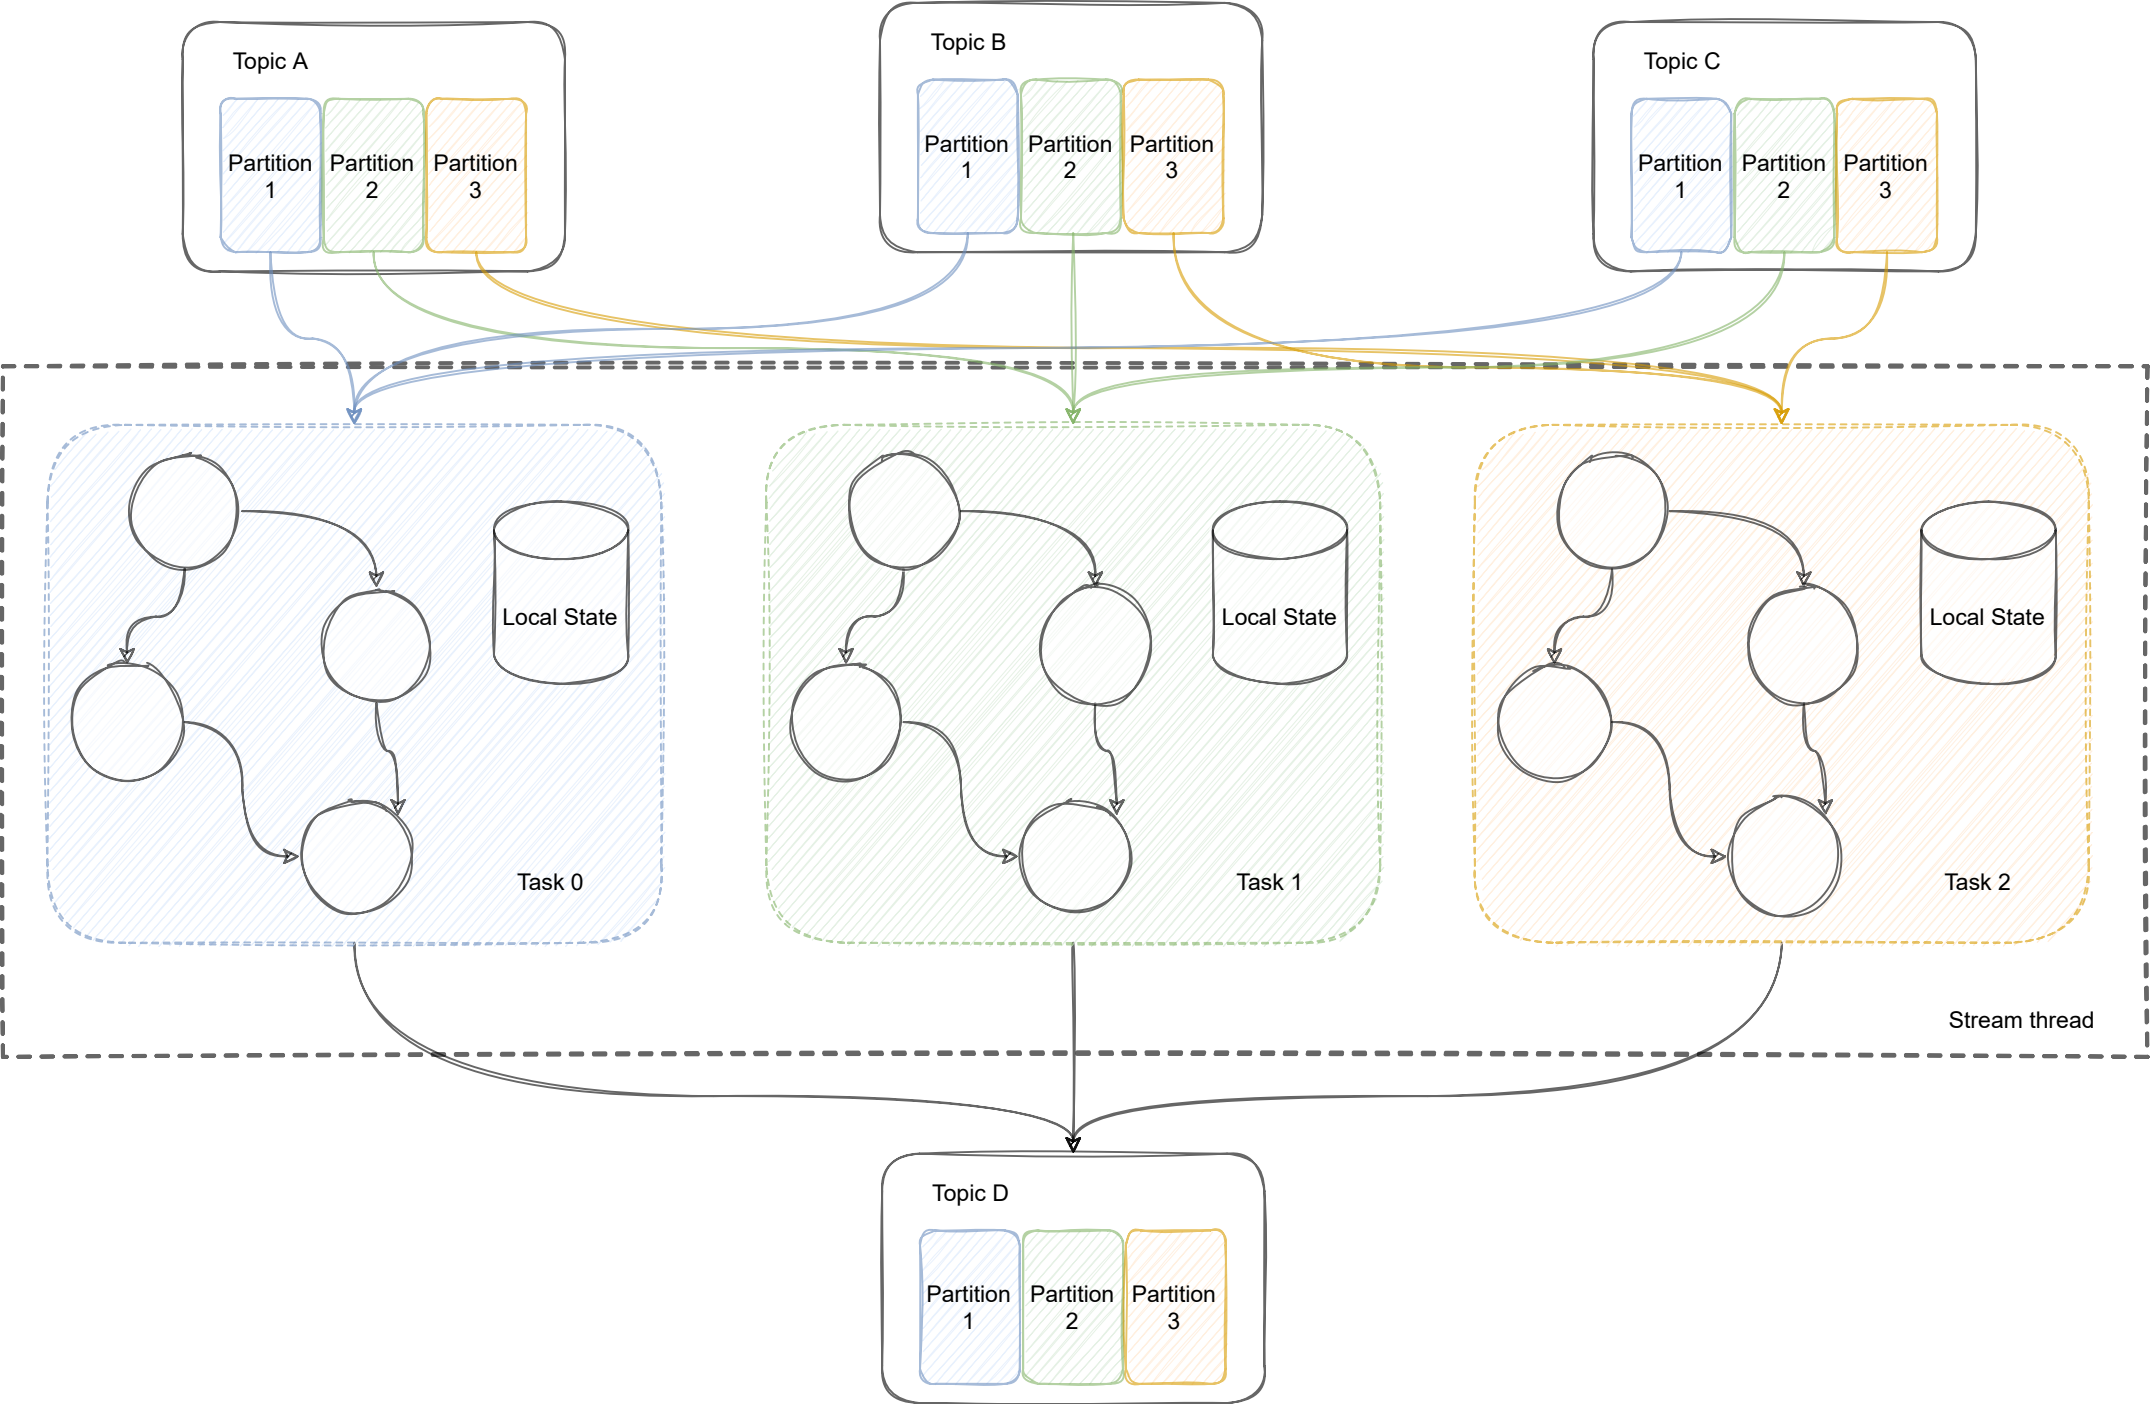 Topic A
Partition
1
Partition
2
Partition
3
Topic B
Partition
1
Partition
2
Partition
3
Topic C
Partition
1
Partition
2
Partition
3
Local State
Task 0
Local State
Task 1
Local State
Task 2
Stream thread
Topic D
Partition
1
Partition
2
Partition
3